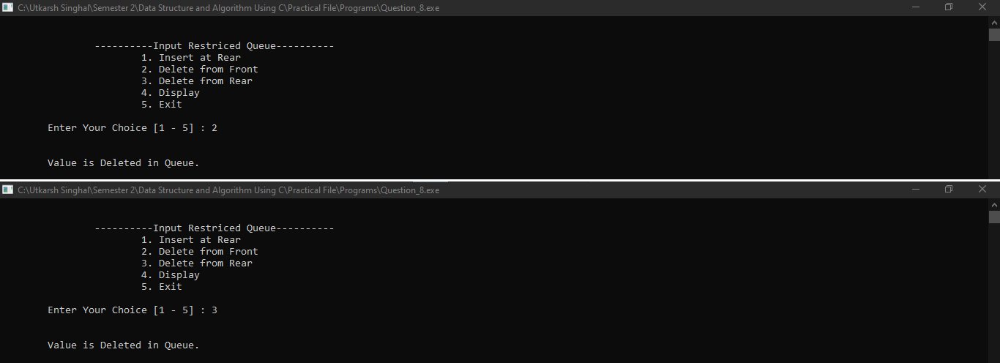 C:\Utkarsh Singhal\Semester 2\Data Structure and Algorithm Using C\Practical File\Programs\Question_8.exe
----------Input Restriced Queue----------
1. Insert at Rear
2. Delete from Front
3. Delete from Rear
4. Display
5. Exit
Enter Your Choice [1 - 5] : 2
Value is Deleted in Queue.
C:\Utkarsh Singhal\Semester 2\Data Structure and Algorithm Using C\Practical File\Programs\Question_8.exe
----------Input Restriced Queue----------
1. Insert at Rear
2. Delete from Front
3. Delete from Rear
4. Display
5. Exit
Enter Your Choice [1 - 5] : 3
Value is Deleted in Queue.